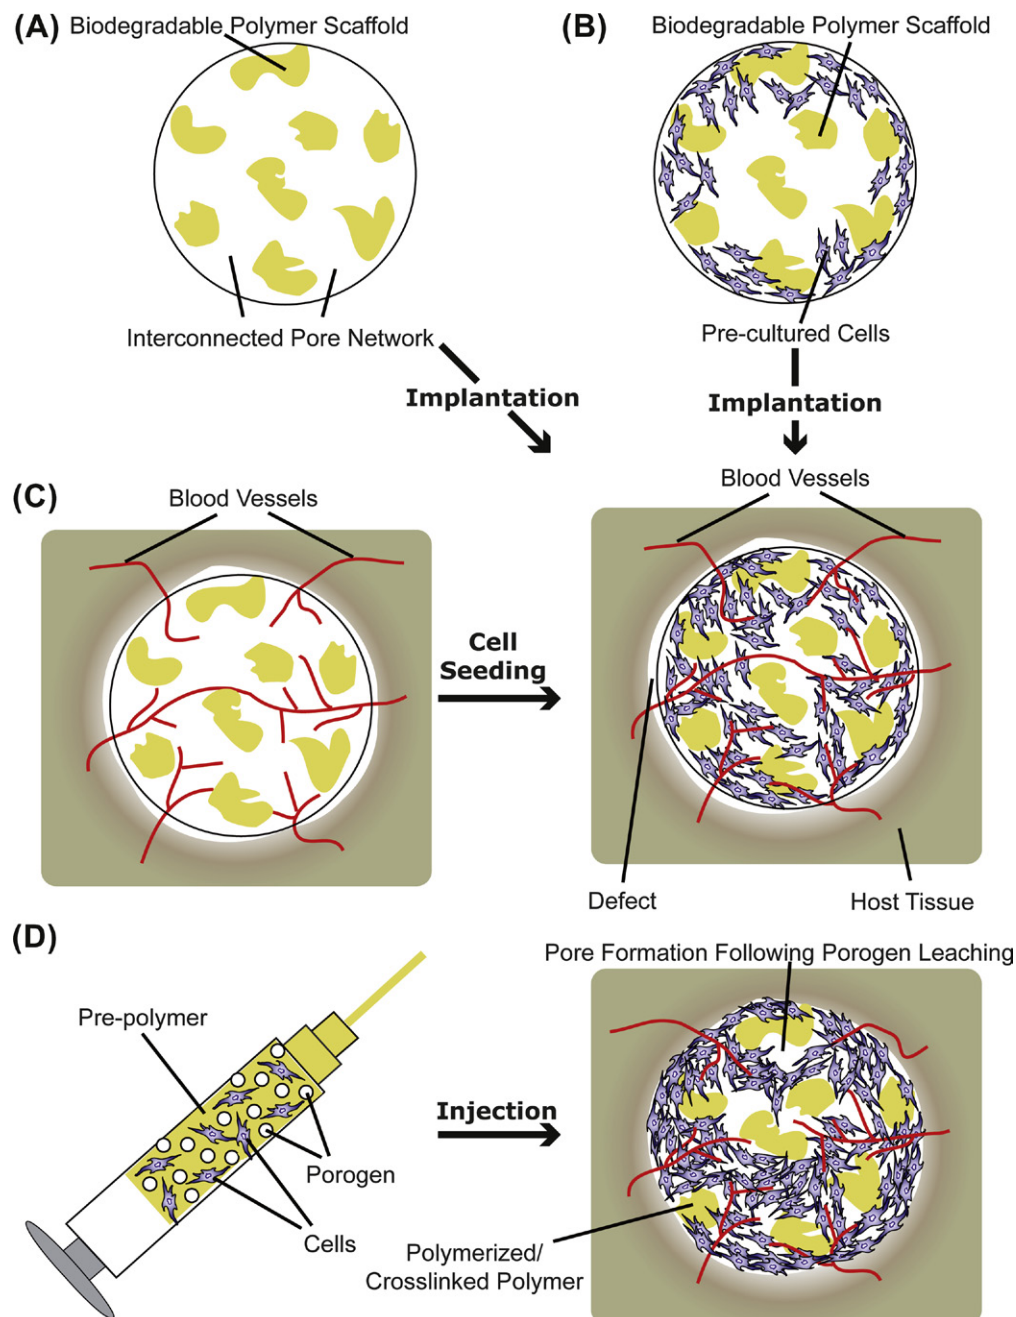 (A)
Biodegradable Polymer Scaffold
(B)
Biodegradable Polymer Scaffold
Interconnected Pore Network
Pre-cultured Cells
Implantation
Implantation
(C)
Blood Vessels
Blood Vessels
Cell
Seeding
Defect
Host Tissue
(D)
Pore Formation Following Porogen Leaching
Pre-polymer
Injection
Porogen
Cells
Polymerized/
Crosslinked Polymer